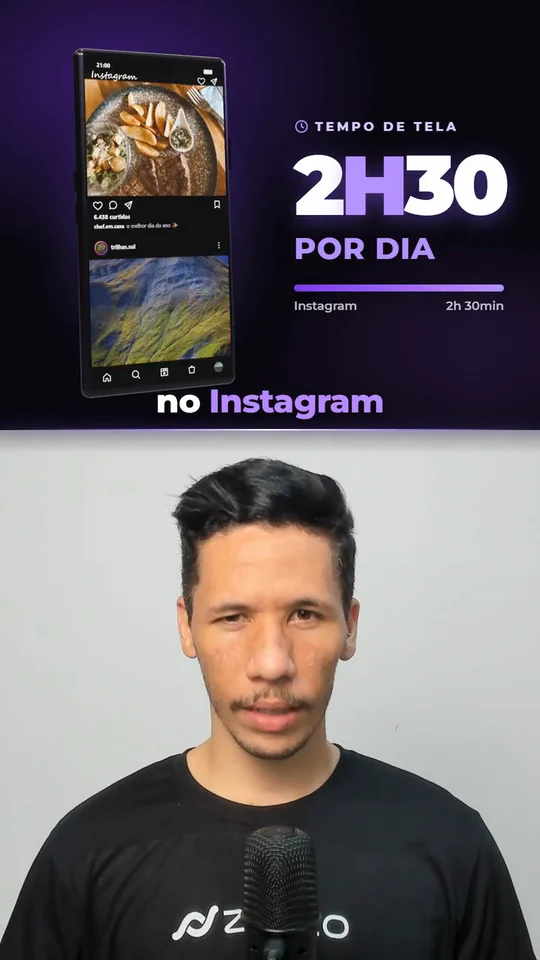 21:00
Instagram
TEMPO DE TELA
2H30
POR DIA
Instagram 2h 30min
6.438 curtidas
chef.em.casa o melhor dia do ano ✨
trilhas.sul
no Instagram